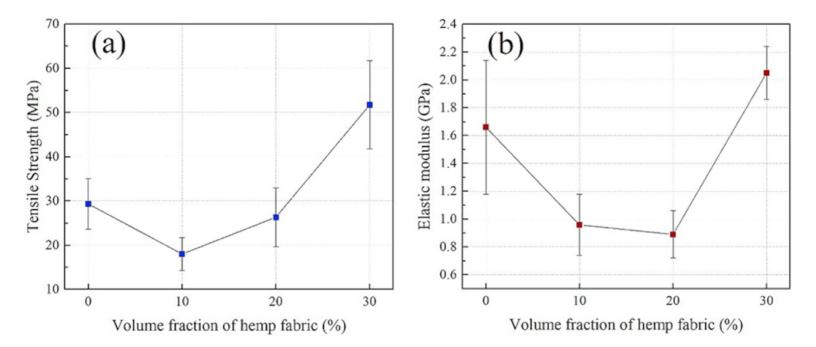 (a)
Tensile Strength (MPa)
70
60
50
40
30
20
10
0 10 20 30
Volume fraction of hemp fabric (%)
(b)
Elastic modulus (GPa)
2.4
2.2
2.0
1.8
1.6
1.4
1.2
1.0
0.8
0.6
0 10 20 30
Volume fraction of hemp fabric (%)